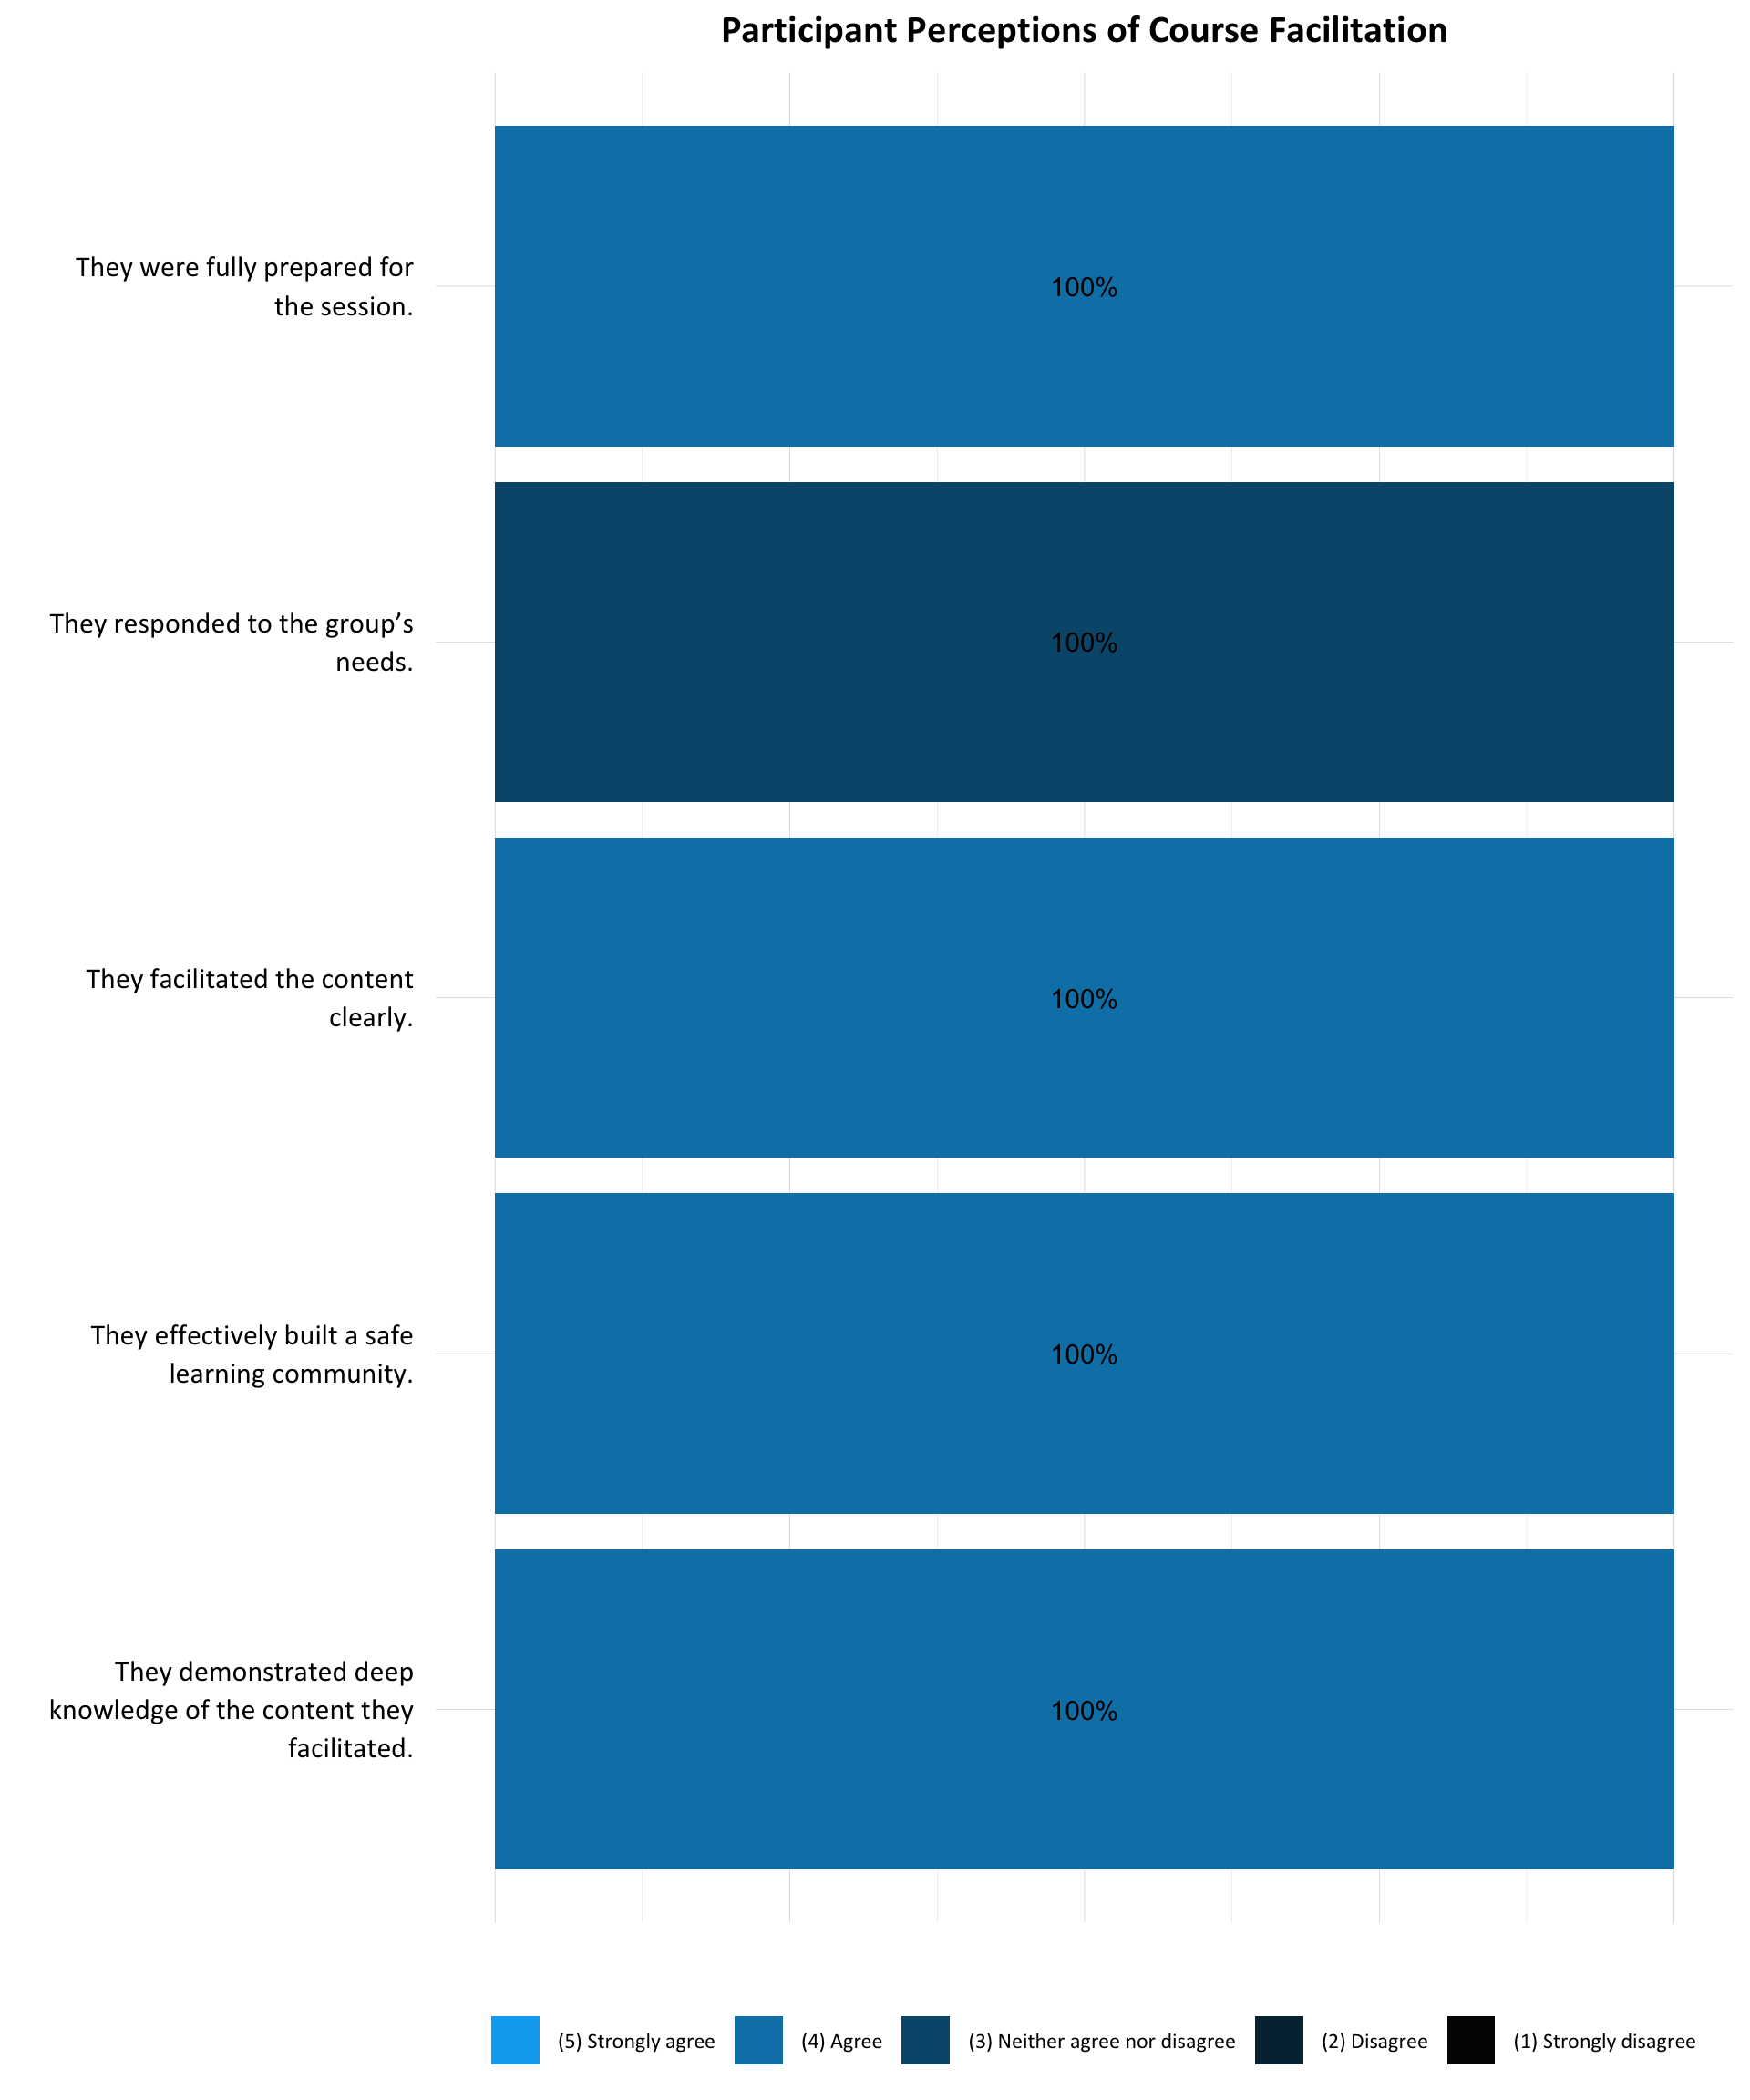 Participant Perceptions of Course Facilitation
They were fully prepared for
the session.
100%
They responded to the group’s
needs.
100%
They facilitated the content
clearly.
100%
They effectively built a safe
learning community.
100%
They demonstrated deep
knowledge of the content they
facilitated.
100%
(5) Strongly agree (4) Agree (3) Neither agree nor disagree (2) Disagree (1) Strongly disagree